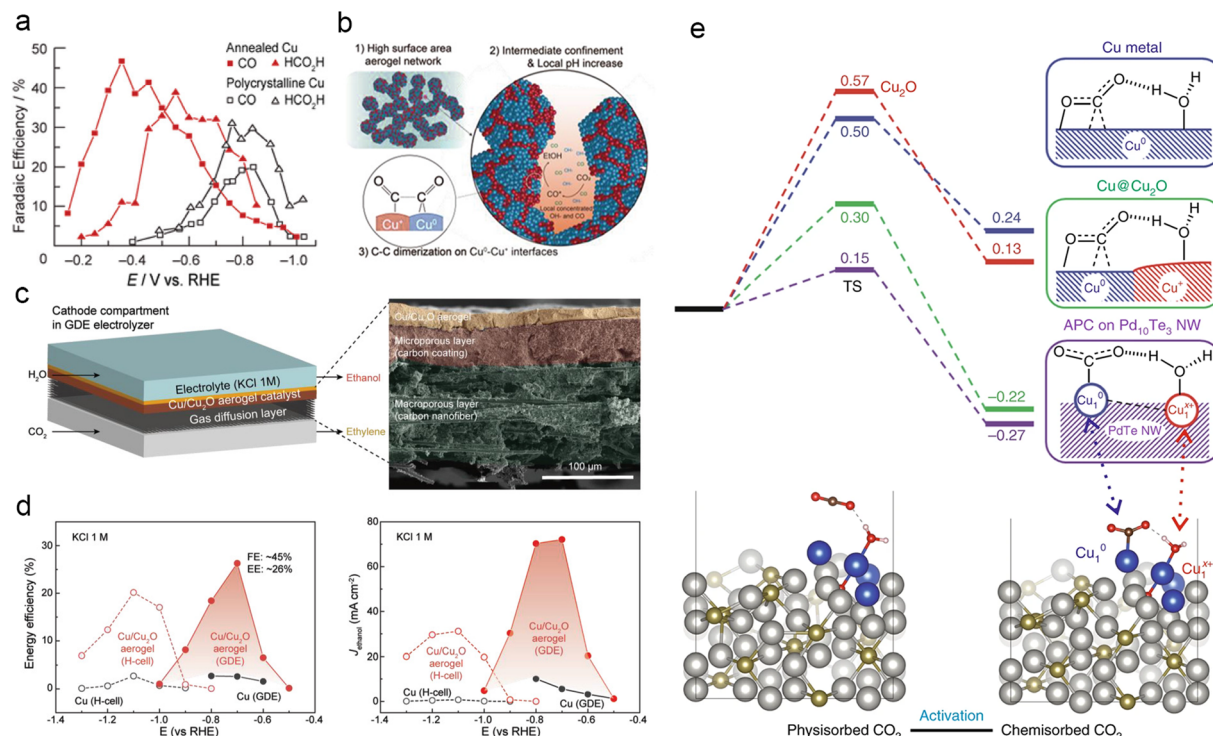 a
50
40
30
20
10
0
Faradaic Efficiency / %
Annealed Cu
CO HCO₂H
Polycrystalline Cu
CO HCO₂H
−0.2 −0.4 −0.6 −0.8 −1.0
E / V vs. RHE
b
1) High surface area
aerogel network
2) Intermediate confinement
& Local pH increase
EtOH
CO*
CO₂
Local concentrated
OH- and CO
O O
C C
Cu⁺ Cu⁰
3) C-C dimerization on Cu⁰-Cu⁺ interfaces
c
Cathode compartment
in GDE electrolyzer
H₂O
CO₂
Electrolyte (KCl 1M)
Cu/Cu₂O aerogel catalyst
Gas diffusion layer
Ethanol
Ethylene
Cu/Cu₂O aerogel
Microporous layer
(carbon coating)
Macroporous layer
(carbon nanofiber)
100 µm
d
KCl 1 M
FE: ~45%
EE: ~26%
30
20
10
0
Energy efficiency (%)
Cu/Cu₂O
aerogel
(H-cell)
Cu/Cu₂O
aerogel
(GDE)
Cu (H-cell)
Cu (GDE)
-1.4 -1.2 -1.0 -0.8 -0.6 -0.4
E (vs RHE)
KCl 1 M
80
60
40
20
0
Jethanol (mA cm⁻²)
Cu/Cu₂O
aerogel
(H-cell)
Cu/Cu₂O
aerogel
(GDE)
Cu (H-cell)
Cu (GDE)
-1.4 -1.2 -1.0 -0.8 -0.6 -0.4
E (vs RHE)
e
0.57
Cu₂O
0.50
0.30
0.15
TS
0.24
0.13
−0.22
−0.27
Cu metal
O C O H O H
Cu⁰
Cu@Cu₂O
O C O H O H
Cu⁰ Cu⁺
APC on Pd₁₀Te₃ NW
O C O H O H
Cu₁⁰ Cu₁ˣ⁺
PdTe NW
Cu₁⁰
Cu₁ˣ⁺
Physisorbed CO₂ Activation Chemisorbed CO₂